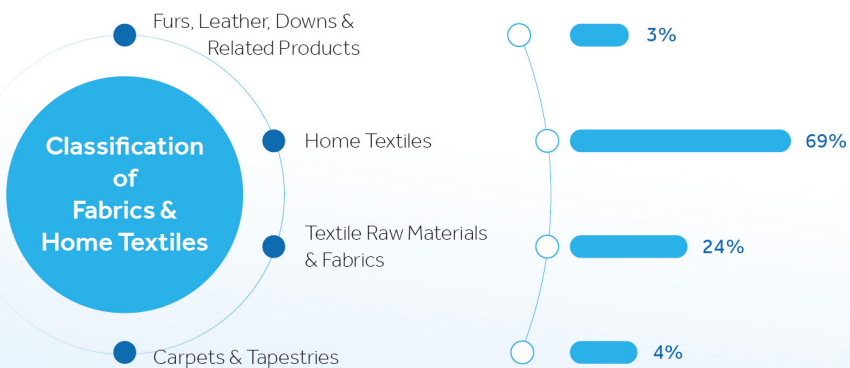 Furs, Leather, Downs &
Related Products
3%
Classification
of
Fabrics &
Home Textiles
Home Textiles
69%
Textile Raw Materials
& Fabrics
24%
Carpets & Tapestries
4%